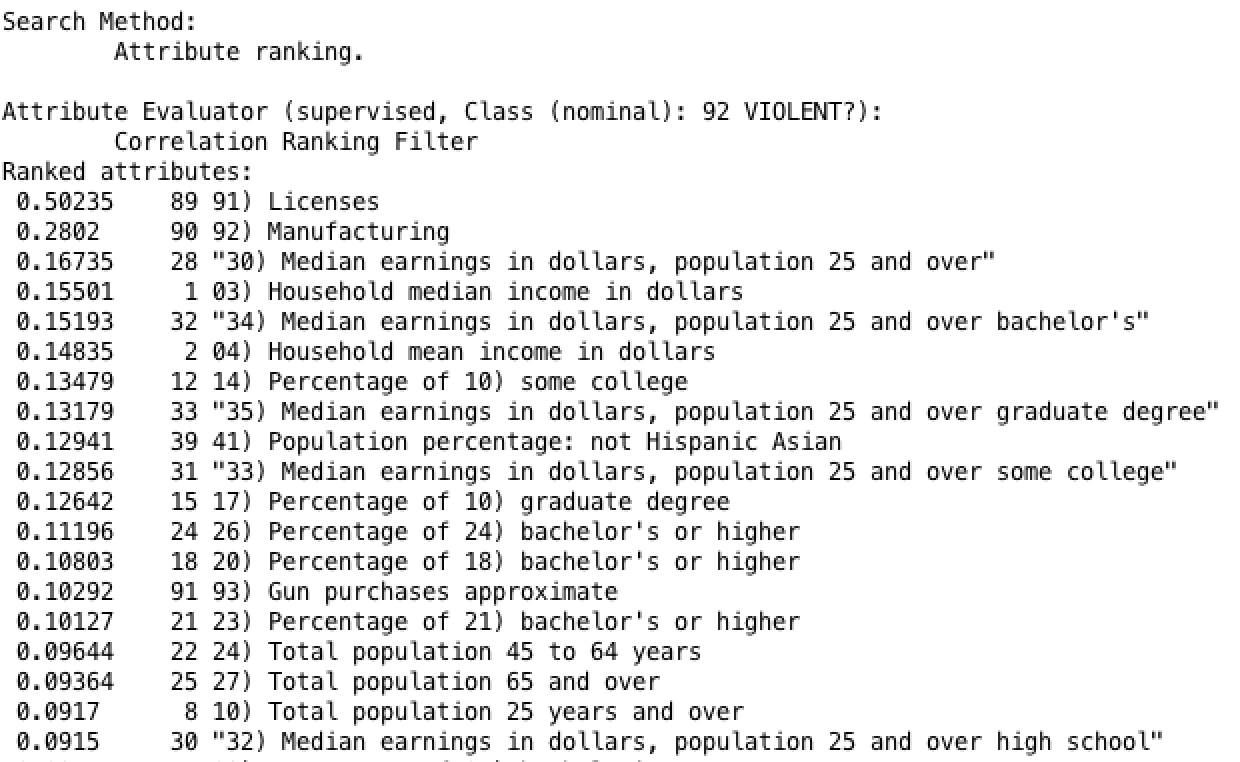 Search Method:
Attribute ranking.
Attribute Evaluator (supervised, Class (nominal): 92 VIOLENT?):
Correlation Ranking Filter
Ranked attributes:
0.50235 89 91) Licenses
0.2802 90 92) Manufacturing
0.16735 28 "30) Median earnings in dollars, population 25 and over"
0.15501 1 03) Household median income in dollars
0.15193 32 "34) Median earnings in dollars, population 25 and over bachelor's"
0.14835 2 04) Household mean income in dollars
0.13479 12 14) Percentage of 10) some college
0.13179 33 "35) Median earnings in dollars, population 25 and over graduate degree"
0.12941 39 41) Population percentage: not Hispanic Asian
0.12856 31 "33) Median earnings in dollars, population 25 and over some college"
0.12642 15 17) Percentage of 10) graduate degree
0.11196 24 26) Percentage of 24) bachelor's or higher
0.10803 18 20) Percentage of 18) bachelor's or higher
0.10292 91 93) Gun purchases approximate
0.10127 21 23) Percentage of 21) bachelor's or higher
0.09644 22 24) Total population 45 to 64 years
0.09364 25 27) Total population 65 and over
0.0917 8 10) Total population 25 years and over
0.0915 30 "32) Median earnings in dollars, population 25 and over high school"